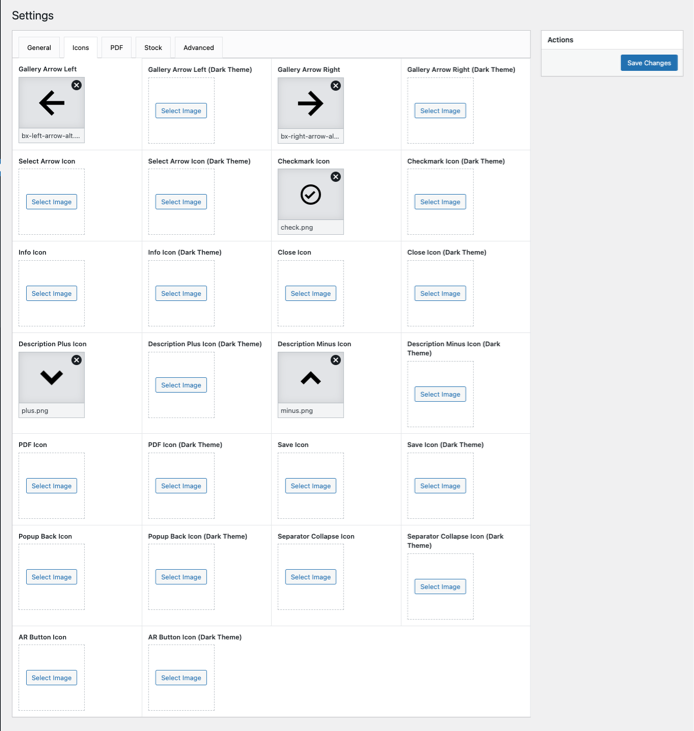 Settings
General
Icons
PDF
Stock
Advanced
Actions
Save Changes
Gallery Arrow Left
Gallery Arrow Left (Dark Theme)
Gallery Arrow Right
Gallery Arrow Right (Dark Theme)
bx-left-arrow-alt....
Select Image
bx-right-arrow-al...
Select Image
Select Arrow Icon
Select Arrow Icon (Dark Theme)
Checkmark Icon
Checkmark Icon (Dark Theme)
Select Image
Select Image
check.png
Select Image
Info Icon
Info Icon (Dark Theme)
Close Icon
Close Icon (Dark Theme)
Select Image
Select Image
Select Image
Select Image
Description Plus Icon
Description Plus Icon (Dark Theme)
Description Minus Icon
Description Minus Icon (Dark
Theme)
plus.png
Select Image
minus.png
Select Image
PDF Icon
PDF Icon (Dark Theme)
Save Icon
Save Icon (Dark Theme)
Select Image
Select Image
Select Image
Select Image
Popup Back Icon
Popup Back Icon (Dark Theme)
Separator Collapse Icon
Separator Collapse Icon (Dark
Theme)
Select Image
Select Image
Select Image
Select Image
AR Button Icon
AR Button Icon (Dark Theme)
Select Image
Select Image